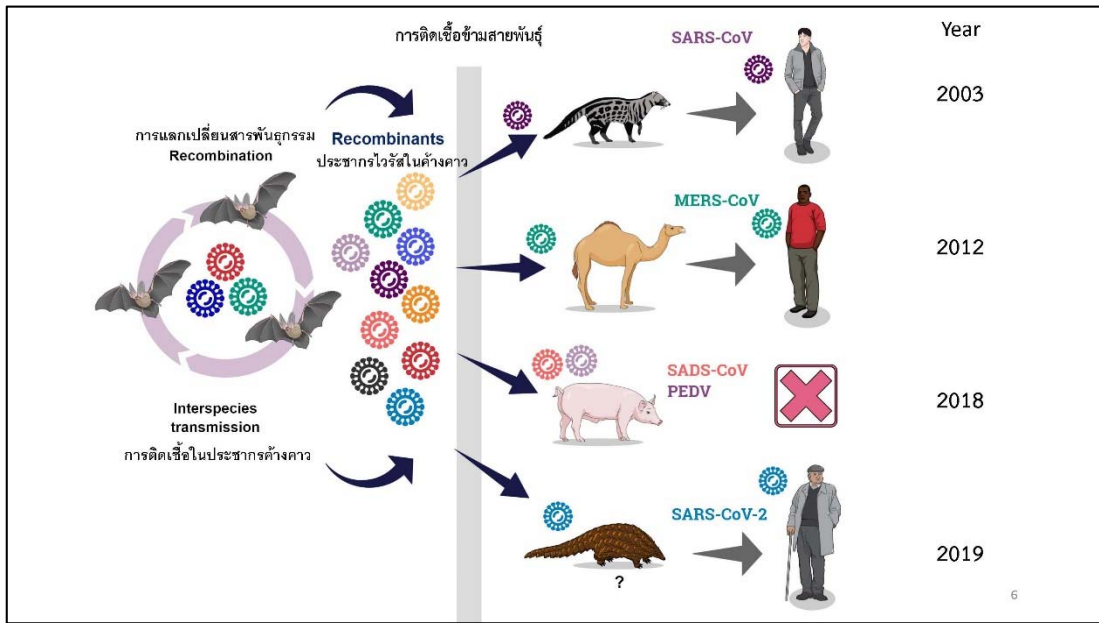 การติดเชื้อข้ามสายพันธุ์
SARS-CoV
Year
2003
การแลกเปลี่ยนสารพันธุกรรม
Recombination
Recombinants
ประชากรไวรัสในค้างคาว
MERS-CoV
2012
SADS-CoV
PEDV
2018
Interspecies
transmission
การติดเชื้อในประชากรค้างคาว
SARS-CoV-2
2019
?
6